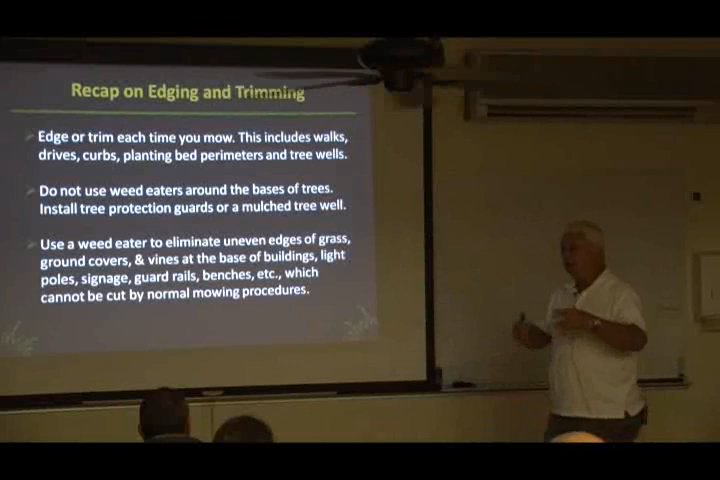 Recap on Edging and Trimming
Edge or trim each time you mow. This includes walks,
drives, curbs, planting bed perimeters and tree wells.
Do not use weed eaters around the bases of trees.
Install tree protection guards or a mulched tree well.
Use a weed eater to eliminate uneven edges of grass,
ground covers, & vines at the base of buildings, light
poles, signage, guard rails, benches, etc., which
cannot be cut by normal mowing procedures.